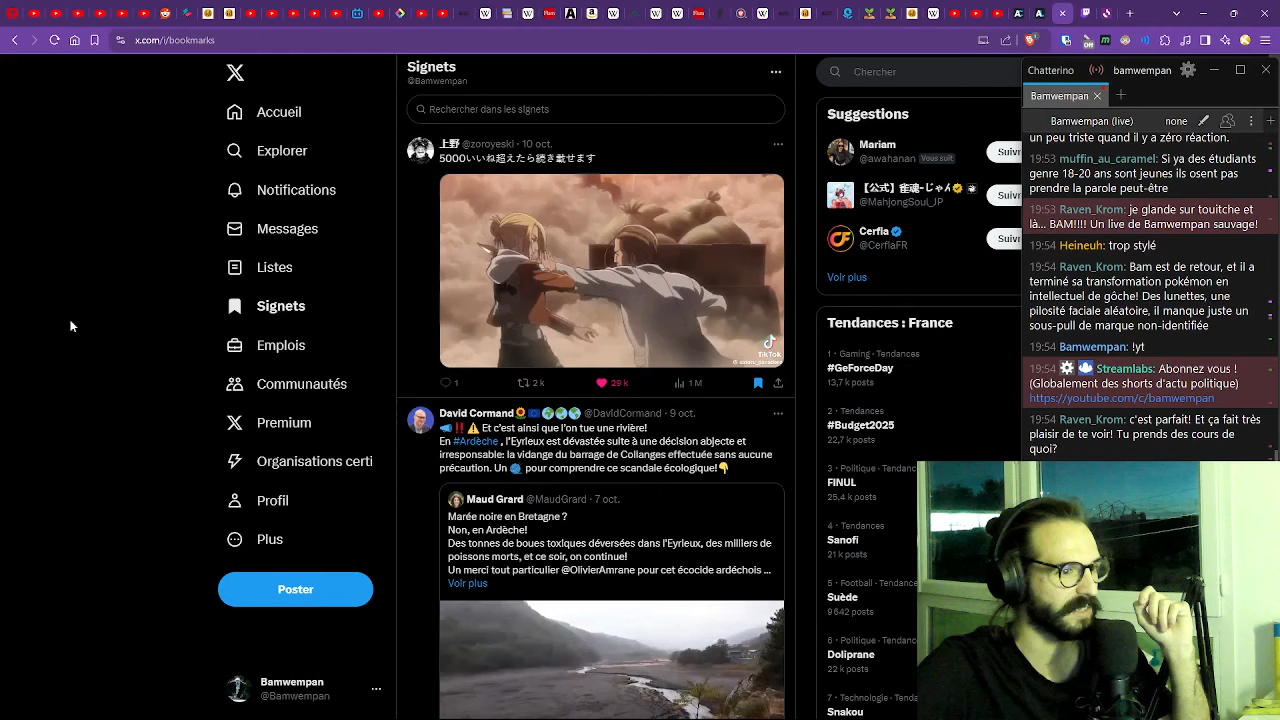 x.com/i/bookmarks
Accueil
Explorer
Notifications
Messages
Listes
Signets
Emplois
Communautés
Premium
Organisations certi
Profil
Plus
Poster
Bamwempan
@Bamwempan
Signets
@Bamwempan
Rechercher dans les signets
上野 @zoroyeski · 10 oct.
5000いいね超えたら続き載せます
TikTok
1
2 k
29 k
1 M
David Cormand @DavidCormand · 9 oct.
Et c'est ainsi que l'on tue une rivière!
En #Ardèche , l'Eyrleux est dévastée suite à une décision abjecte et
irresponsable: la vidange du barrage de Collanges effectuée sans aucune
précaution. Un pour comprendre ce scandale écologique!
Maud Grard @MaudGrard · 7 oct.
Marée noire en Bretagne ?
Non, en Ardèche!
Des tonnes de boues toxiques déversées dans l'Eyrleux, des milliers de
poissons morts, et ce soir, on continue!
Un merci tout particulier @OlivierAmrane pour cet écocide ardéchois ...
Voir plus
Chercher
Suggestions
Mariam
@awahanan Vous suit
Suivr
【公式】雀魂-じゃん
@MahjongSoul_JP
Suivr
Cerfia
@CerfiaFR
Suivr
Voir plus
Tendances : France
1 · Gaming · Tendances
#GeForceDay
13,7 k posts
2 · Tendances
#Budget2025
22,7 k posts
3 · Politique · Tendances
FINUL
25,4 k posts
4 · Tendances
Sanofi
21 k posts
5 · Football · Tendances
Suède
9 642 posts
6 · Politique · Tendances
Doliprane
22 k posts
7 · Technologie · Tendances
Snakou
Chatterino
bamwempan
Bamwempan
Bamwempan (live)
none
un peu triste quand il y a zéro réaction.
19:53 muffin_au_caramel: Si y'a des étudiants
genre 18-20 ans sont jeunes ils osent pas
prendre la parole peut-être
19:53 Raven_Krom: je glande sur touitche et
là... BAM!!!! Un live de Bamwempan sauvage!
19:54 Heineuh: trop stylé
19:54 Raven_Krom: Bam est de retour, et il a
terminé sa transformation pokémon en
intellectuel de gôche! Des lunettes, une
pilosité faciale aléatoire, il manque juste un
sous-pull de marque non-identifée
19:54 Bamwempan: !yt
19:54 Streamlabs: Abonnez vous !
(Généralement demain)
https://youtube.com/c/bamwempan
19:54 Raven_Krom: c'est parfait! Et ça fait très
plaisir de te voir! Tu prends des cours de
quoi?